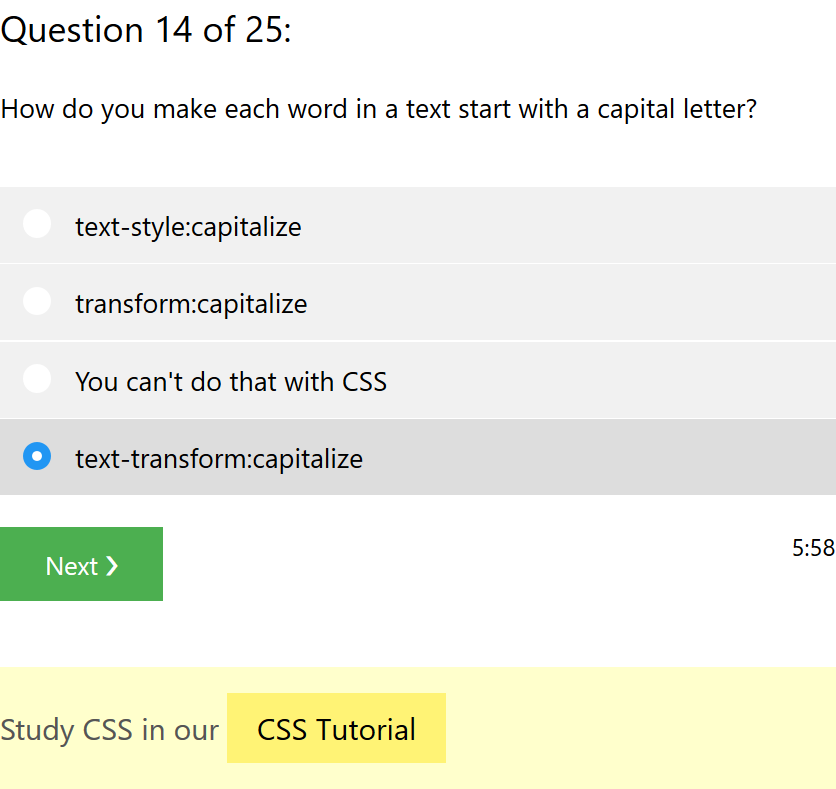 Question 14 of 25:
How do you make each word in a text start with a capital letter?
text-style:capitalize
transform:capitalize
You can't do that with CSS
text-transform:capitalize
Next ❯
5:58
Study CSS in our CSS Tutorial